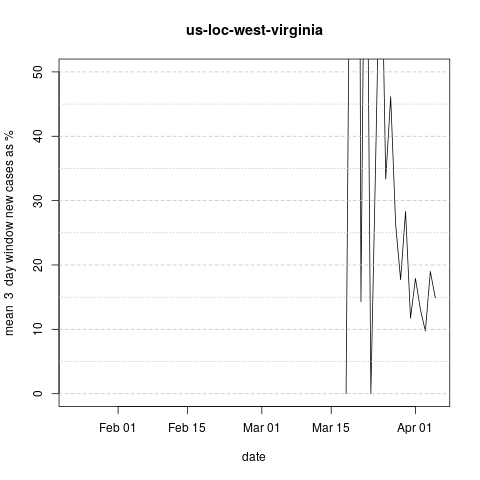 us-loc-west-virginia
mean 3 day window new cases as %
50
40
30
20
10
0
Feb 01 Feb 15 Mar 01 Mar 15 Apr 01
date